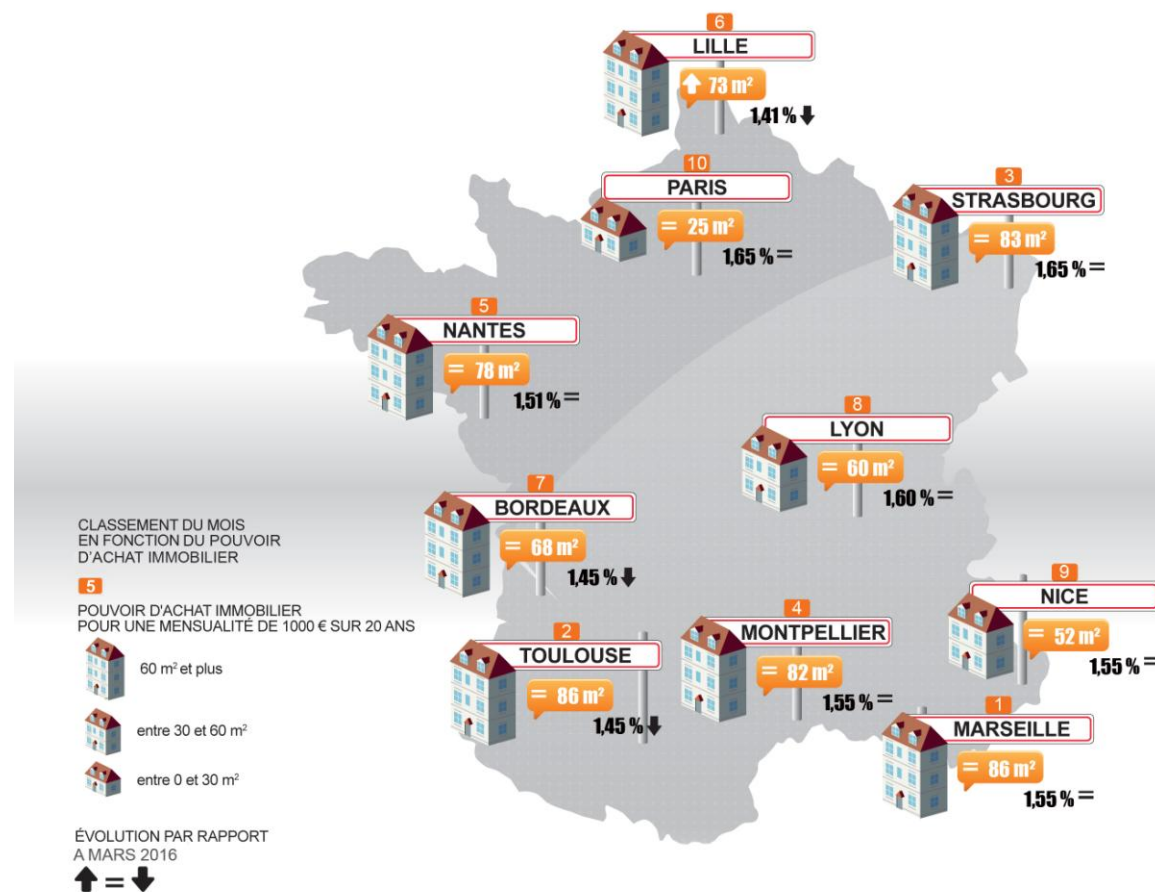 6
LILLE
73 m²
1,41 %
10
PARIS
= 25 m²
1,65 % =
3
STRASBOURG
= 83 m²
1,65 % =
5
NANTES
= 78 m²
1,51 % =
8
LYON
= 60 m²
1,60 % =
7
BORDEAUX
= 68 m²
1,45 %
9
NICE
= 52 m²
1,55 % =
4
MONTPELLIER
= 82 m²
1,55 % =
2
TOULOUSE
= 86 m²
1,45 %
1
MARSEILLE
= 86 m²
1,55 % =
CLASSEMENT DU MOIS
EN FONCTION DU POUVOIR
D'ACHAT IMMOBILIER
5
POUVOIR D'ACHAT IMMOBILIER
POUR UNE MENSUALITÉ DE 1000 € SUR 20 ANS
60 m² et plus
entre 30 et 60 m²
entre 0 et 30 m²
ÉVOLUTION PAR RAPPORT
A MARS 2016
=